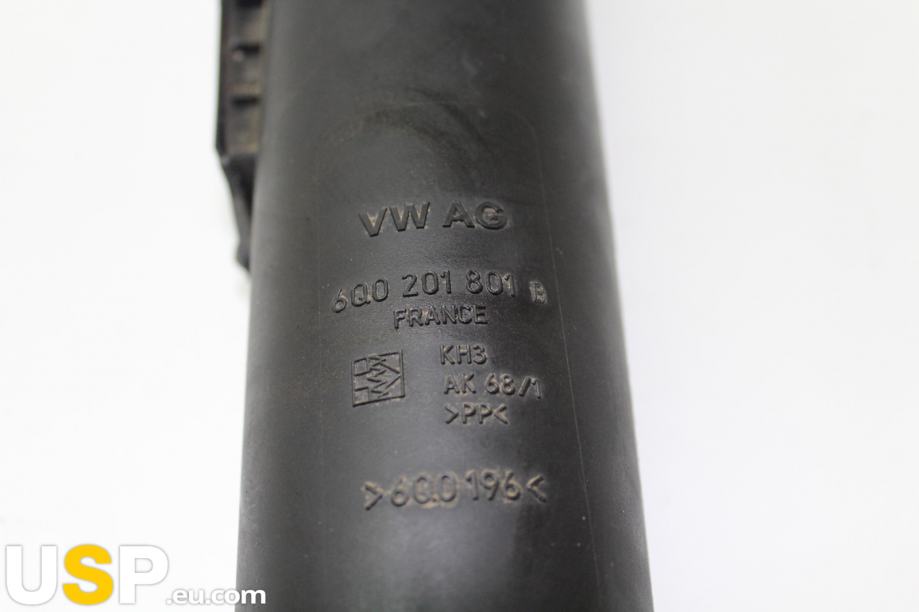 VW AG
6Q0 201 801 B
FRANCE
KH3
AK 68/1
>PP<
>6Q0196<
USP.eu.com